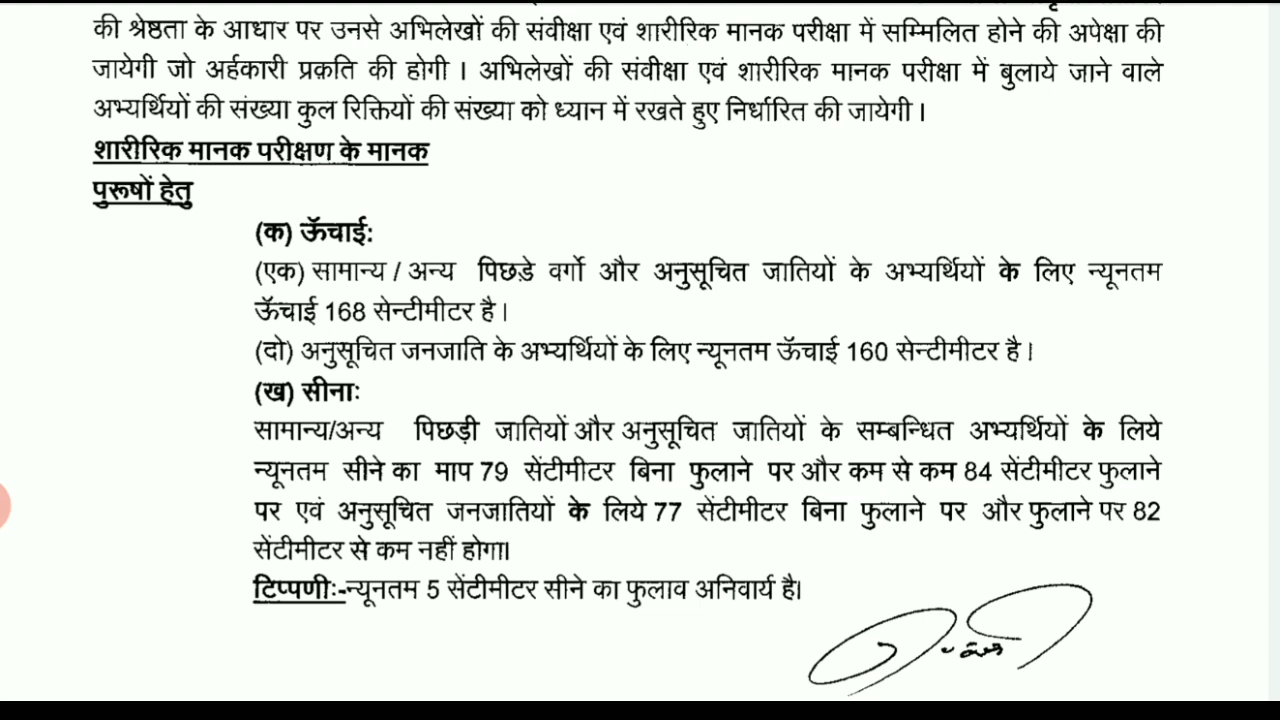 की श्रेष्ठता के आधार पर उनसे अभिलेखों की संवीक्षा एवं शारीरिक मानक परीक्षा में सम्मिलित होने की अपेक्षा की
जायेगी जो अर्हकारी प्रक्रति की होगी । अभिलेखों की संवीक्षा एवं शारीरिक मानक परीक्षा में बुलाये जाने वाले
अभ्यर्थियों की संख्या कुल रिक्तियों की संख्या को ध्यान में रखते हुए निर्धारित की जायेगी ।
शारीरिक मानक परीक्षण के मानक
पुरूषों हेतु
(क) ऊँचाई:
(एक) सामान्य / अन्य पिछड़े वर्गो और अनुसूचित जातियों के अभ्यर्थियों के लिए न्यूनतम
ऊँचाई 168 सेन्टीमीटर है ।
(दो) अनुसूचित जनजाति के अभ्यर्थियों के लिए न्यूनतम ऊँचाई 160 सेन्टीमीटर है ।
(ख) सीनाः
सामान्य/अन्य पिछड़ी जातियों और अनुसूचित जातियों के सम्बन्धित अभ्यर्थियों के लिये
न्यूनतम सीने का माप 79 सेंटीमीटर बिना फुलाने पर और कम से कम 84 सेंटीमीटर फुलाने
पर एवं अनुसूचित जनजातियों के लिये 77 सेंटीमीटर बिना फुलाने पर और फुलाने पर 82
सेंटीमीटर से कम नहीं होगा।
टिप्पणीः-न्यूनतम 5 सेंटीमीटर सीने का फुलाव अनिवार्य है।